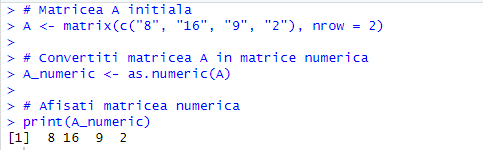 > # Matricea A initiala
> A <- matrix(c("8", "16", "9", "2"), nrow = 2)
>
> # Convertiti matricea A in matrice numerica
> A_numeric <- as.numeric(A)
>
> # Afisati matricea numerica
> print(A_numeric)
[1]  8 16  9  2